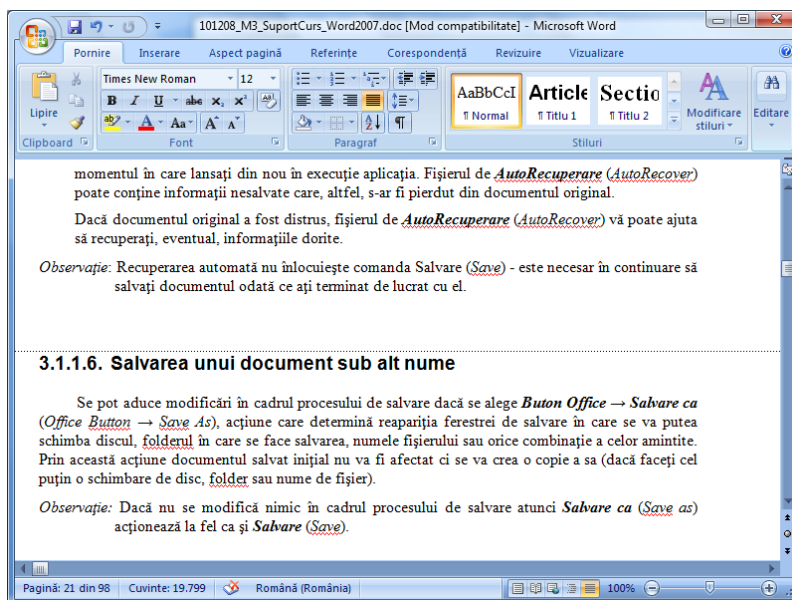 101208_M3_SuportCurs_Word2007.doc [Mod compatibilitate] - Microsoft Word
Pornire Inserare Aspect pagină Referințe Corespondență Revizuire Vizualizare
Times New Roman 12
B I U abc x₂ x²
ab A Aa A A
Lipire
AaBbCcI Article Sectio
¶ Normal ¶ Titlu 1 ¶ Titlu 2
Modificare stiluri
Editare
Clipboard Font Paragraf Stiluri
momentul în care lansați din nou în execuție aplicația. Fișierul de AutoRecuperare (AutoRecover)
poate conține informații nesalvate care, altfel, s-ar fi pierdut din documentul original.
Dacă documentul original a fost distrus, fișierul de AutoRecuperare (AutoRecover) vă poate ajuta
să recuperați, eventual, informațiile dorite.
Observație: Recuperarea automată nu înlocuiește comanda Salvare (Save) - este necesar în continuare să
salvați documentul odată ce ați terminat de lucrat cu el.
3.1.1.6. Salvarea unui document sub alt nume
Se pot aduce modificări în cadrul procesului de salvare dacă se alege Buton Office → Salvare ca
(Office Button → Save As), acțiune care determină reapariția ferestrei de salvare în care se va putea
schimba discul, folderul în care se face salvarea, numele fișierului sau orice combinație a celor amintite.
Prin această acțiune documentul salvat inițial nu va fi afectat ci se va crea o copie a sa (dacă faceți cel
puțin o schimbare de disc, folder sau nume de fișier).
Observație: Dacă nu se modifică nimic în cadrul procesului de salvare atunci Salvare ca (Save as)
acționează la fel ca și Salvare (Save).
Pagină: 21 din 98 Cuvinte: 19.799 Română (România) 100%